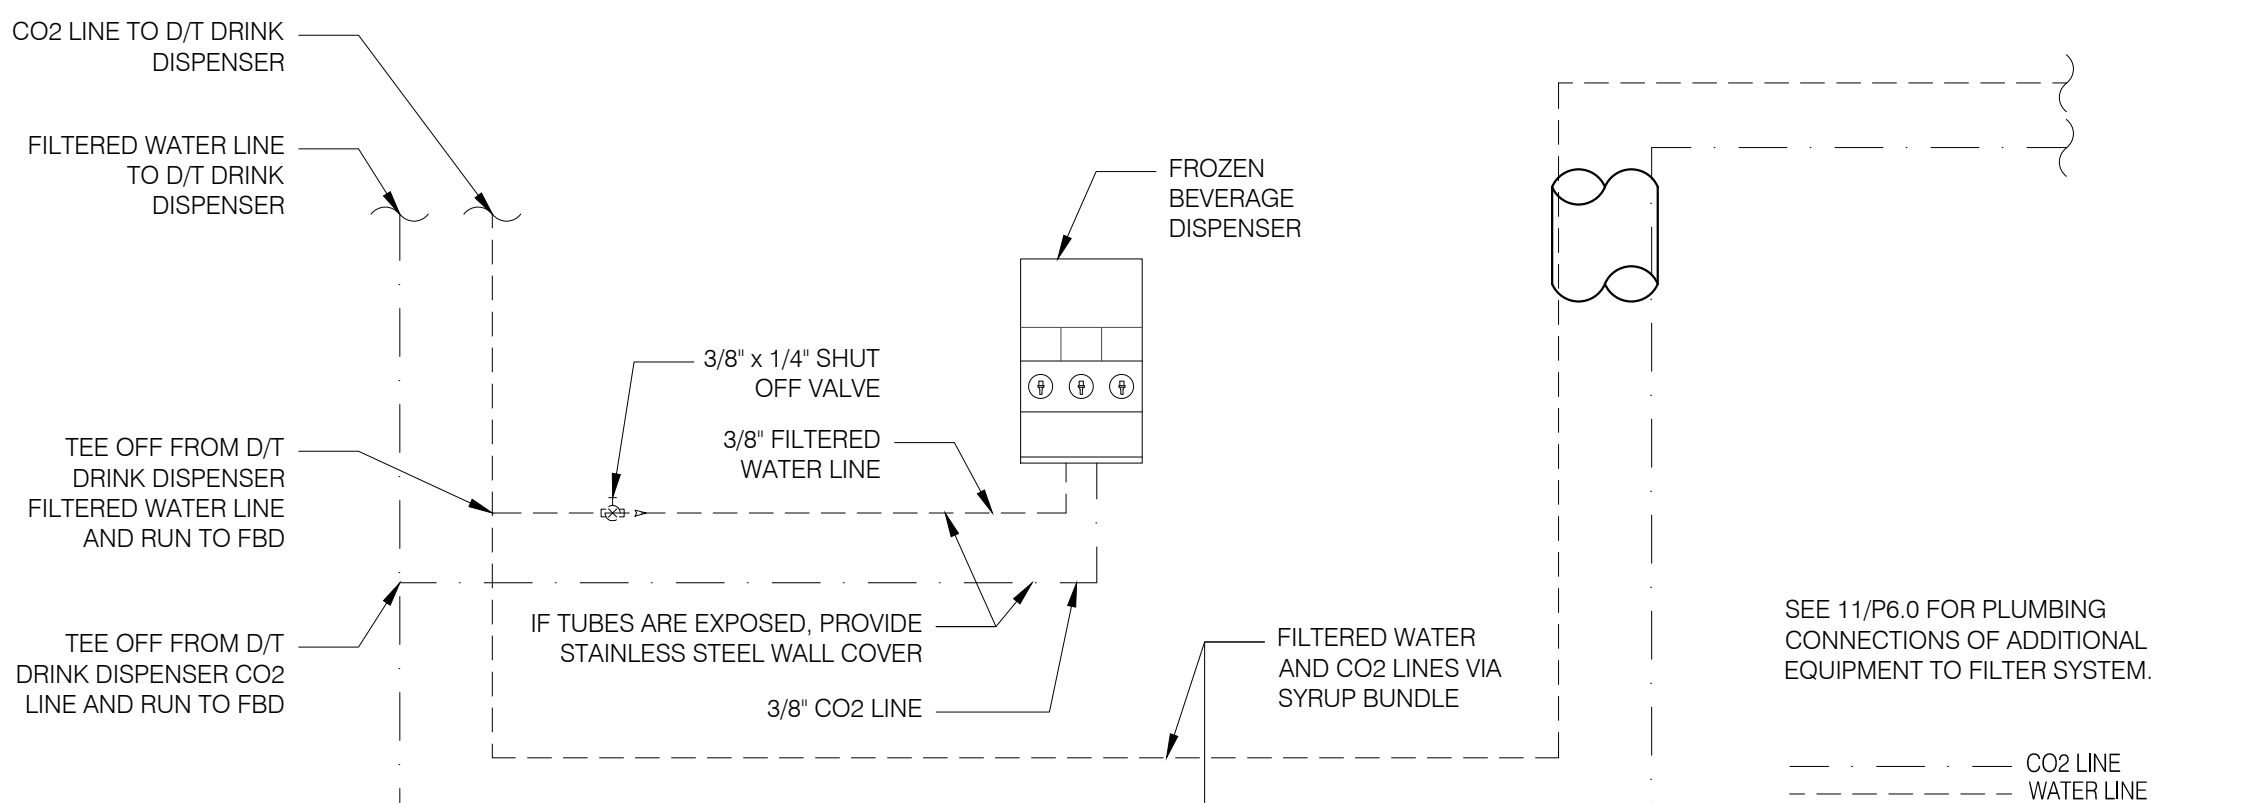 CO2 LINE TO D/T DRINK
DISPENSER
FILTERED WATER LINE
TO D/T DRINK
DISPENSER
FROZEN
BEVERAGE
DISPENSER
3/8" x 1/4" SHUT
OFF VALVE
3/8" FILTERED
WATER LINE
TEE OFF FROM D/T
DRINK DISPENSER
FILTERED WATER LINE
AND RUN TO FBD
TEE OFF FROM D/T
DRINK DISPENSER CO2
LINE AND RUN TO FBD
IF TUBES ARE EXPOSED, PROVIDE
STAINLESS STEEL WALL COVER
3/8" CO2 LINE
FILTERED WATER
AND CO2 LINES VIA
SYRUP BUNDLE
SEE 11/P6.0 FOR PLUMBING
CONNECTIONS OF ADDITIONAL
EQUIPMENT TO FILTER SYSTEM.
CO2 LINE
WATER LINE